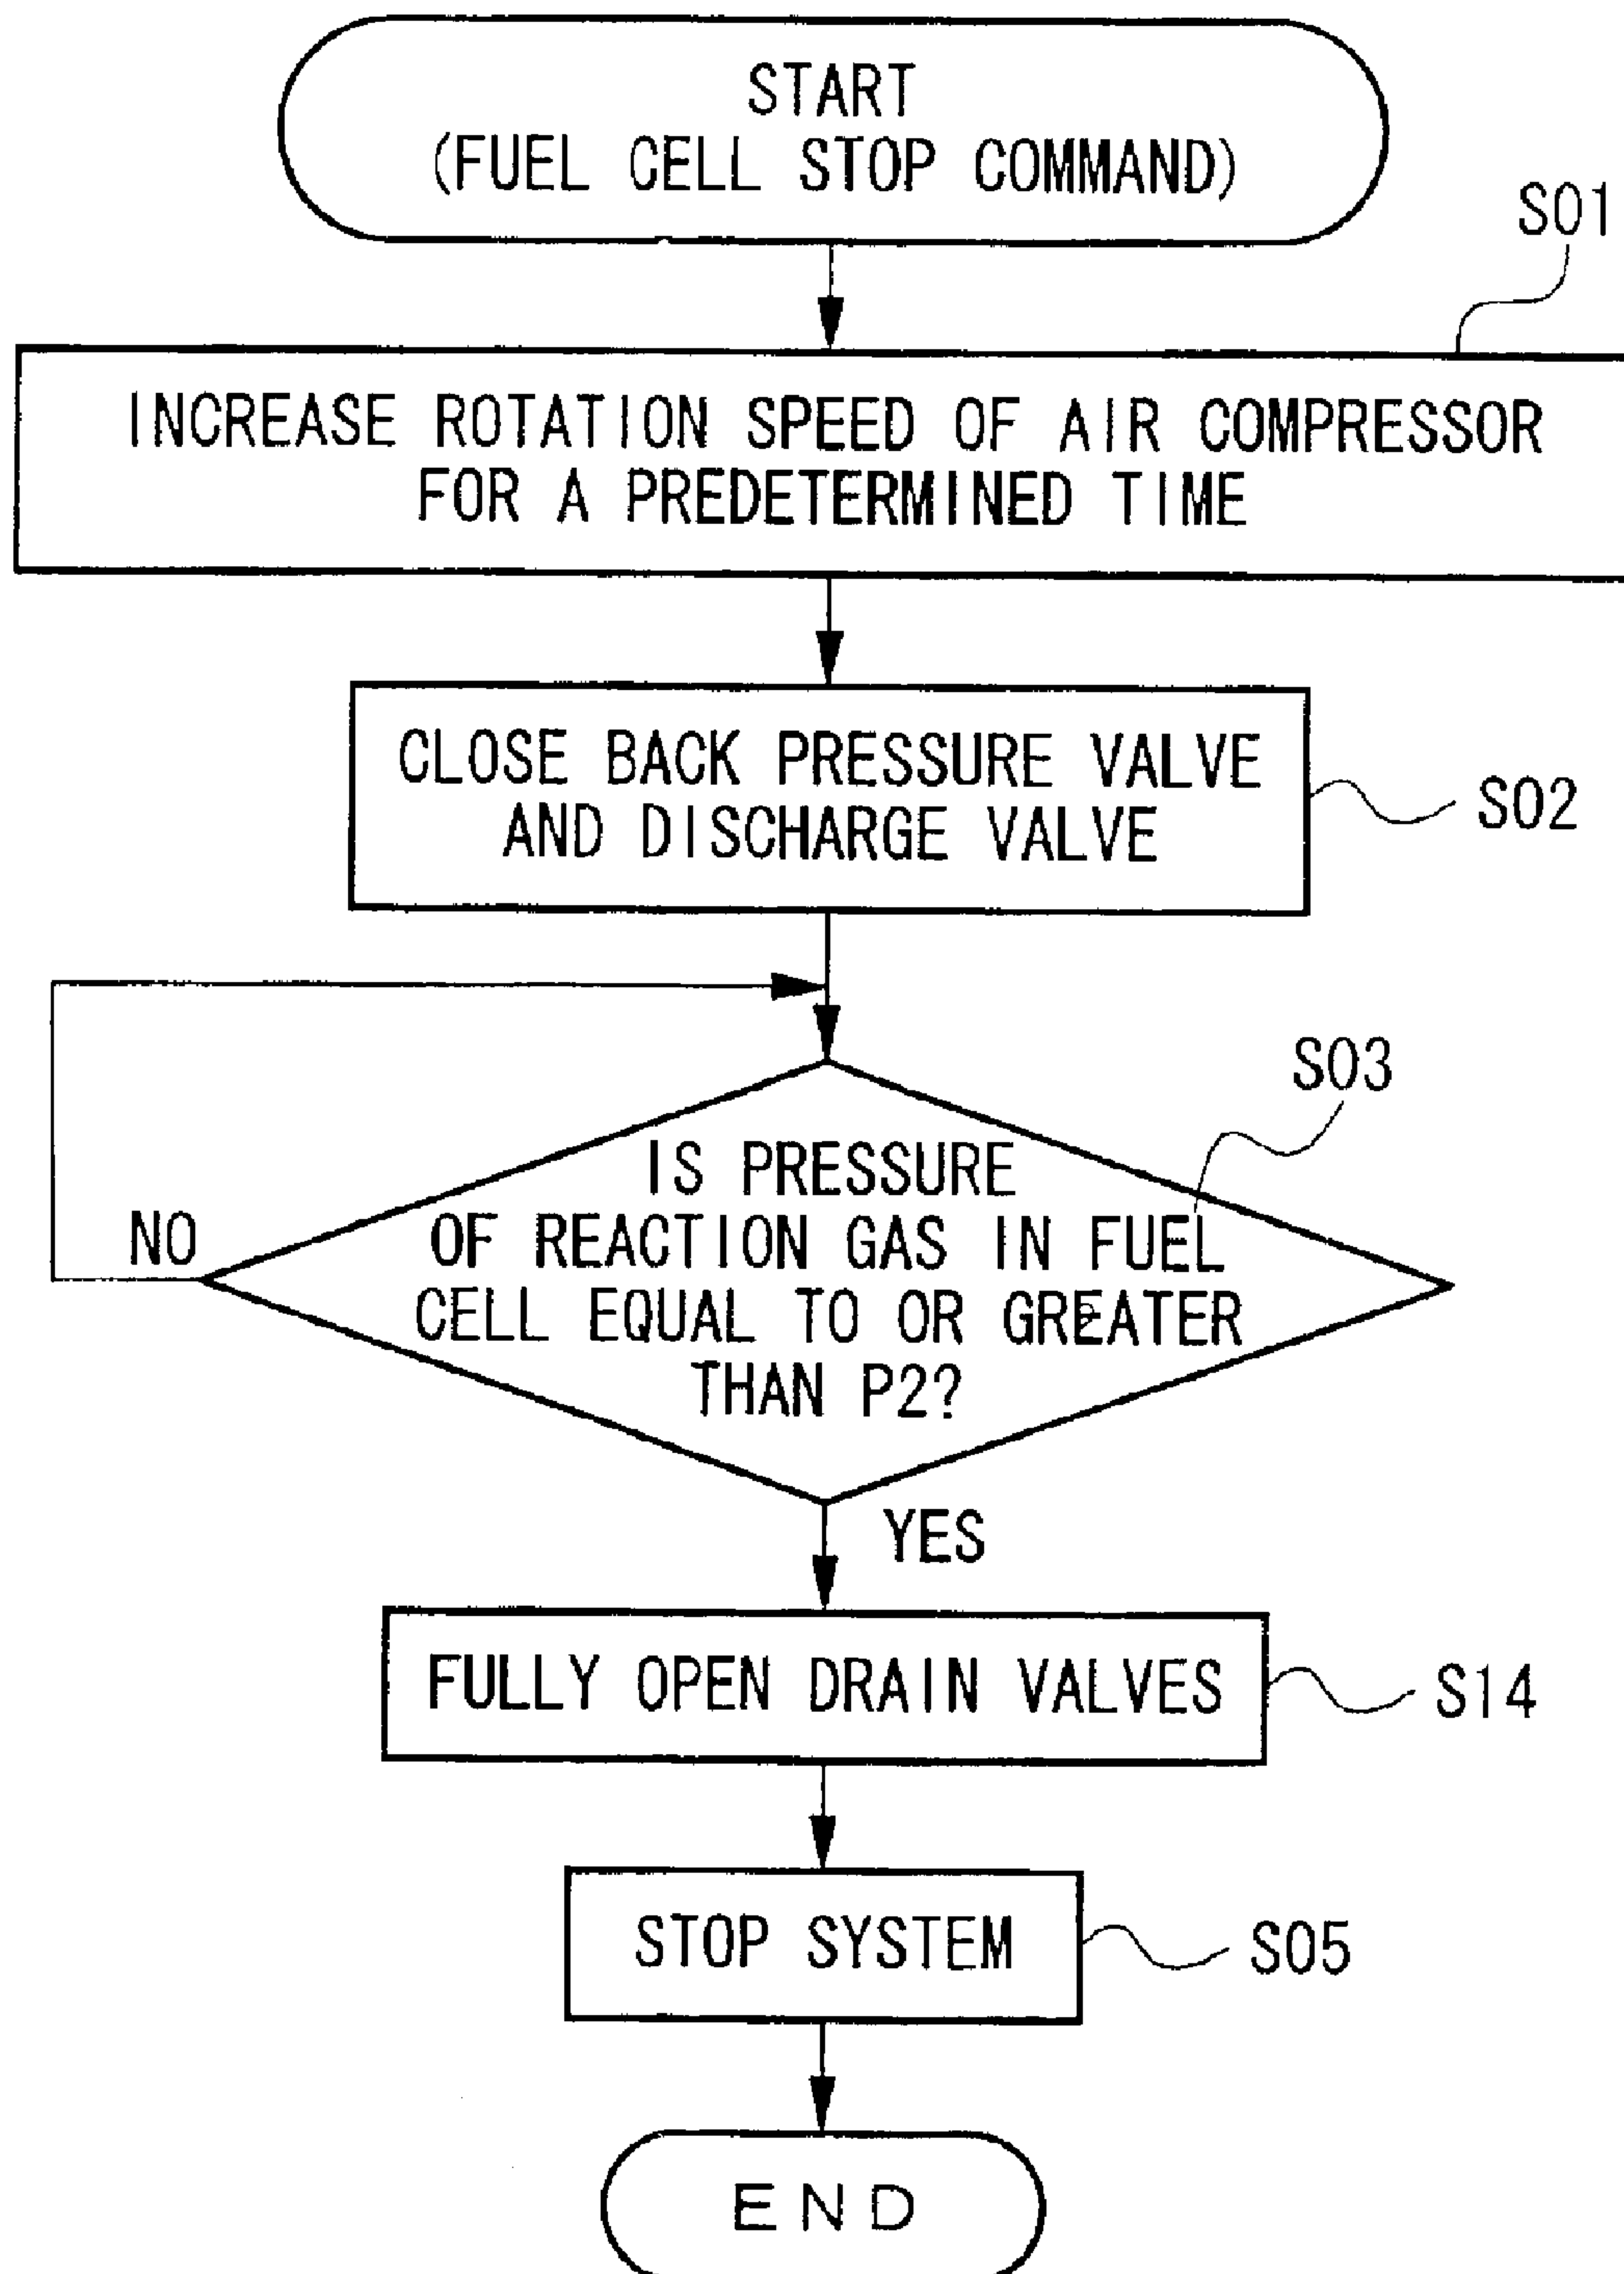 START
(FUEL CELL STOP COMMAND)
S01
INCREASE ROTATION SPEED OF AIR COMPRESSOR
FOR A PREDETERMINED TIME
CLOSE BACK PRESSURE VALVE
AND DISCHARGE VALVE
S02
S03
IS PRESSURE
OF REACTION GAS IN FUEL
CELL EQUAL TO OR GREATER
THAN P2?
NO
YES
FULLY OPEN DRAIN VALVES
S14
STOP SYSTEM
S05
END